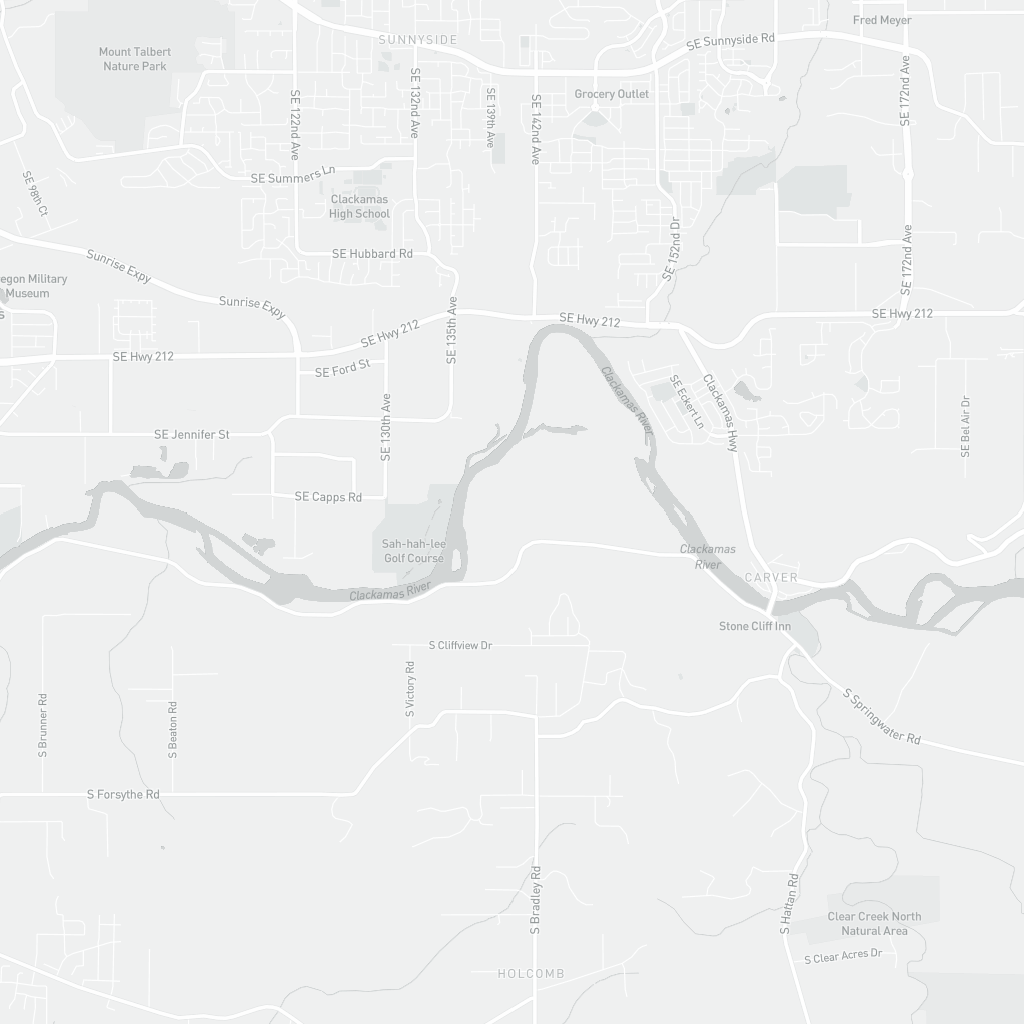 Fred Meyer
SUNNYSIDE
SE Sunnyside Rd
Mount Talbert
Nature Park
SE 122nd Ave
SE 132nd Ave
SE 139th Ave
SE 142nd Ave
Grocery Outlet
SE 172nd Ave
SE 98th Ct
SE Summers Ln
Clackamas
High School
SE Hubbard Rd
SE 152nd Dr
SE 172nd Ave
Sunrise Expy
egon Military
Museum
s
Sunrise Expy
SE Hwy 212
SE Hwy 212
SE Hwy 212
SE Hwy 212
SE Ford St
SE 135th Ave
SE 130th Ave
Clackamas River
SE Eckert Ln
Clackamas Hwy
SE Bel Air Dr
SE Jennifer St
SE Capps Rd
Sah-hah-lee
Golf Course
Clackamas River
Clackamas
River
CARVER
Stone Cliff Inn
S Cliffview Dr
S Victory Rd
S Brunner Rd
S Beaton Rd
S Springwater Rd
S Forsythe Rd
S Bradley Rd
S Hattan Rd
Clear Creek North
Natural Area
S Clear Acres Dr
HOLCOMB